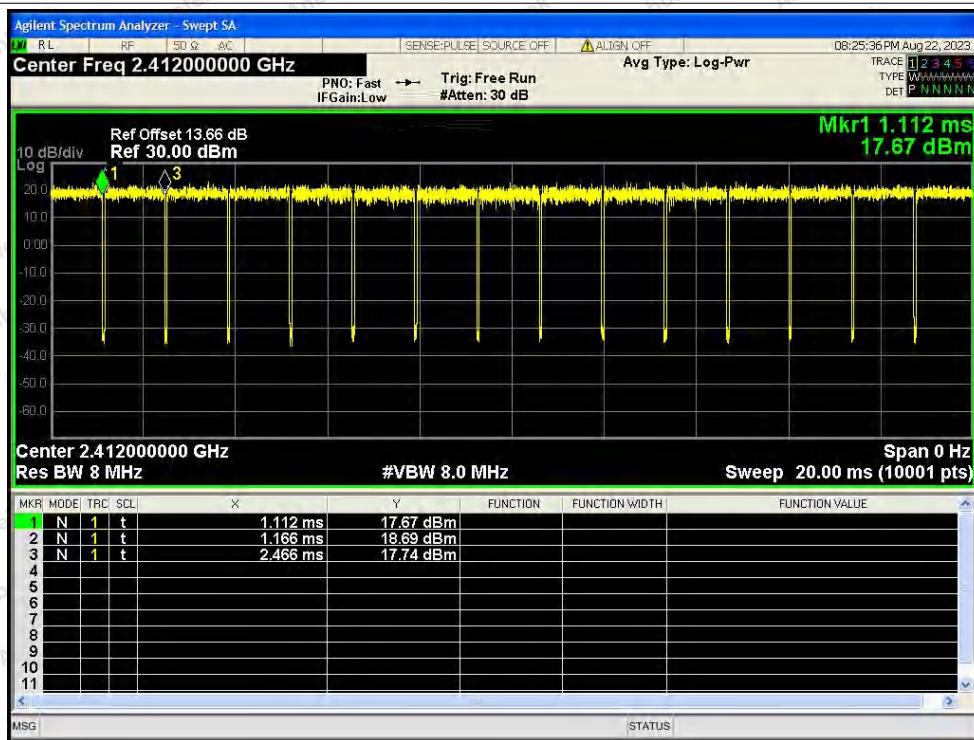 Agilent Spectrum Analyzer - Swept SA
RL RF 50 Ω AC SENSE:PULSE SOURCE OFF ALIGN OFF 08:25:36 PM Aug 22, 2023
Center Freq 2.412000000 GHz
PNO: Fast
IFGain:Low
Trig: Free Run
#Atten: 30 dB
Avg Type: Log-Pwr
TRACE 1 2 3 4 5 6
TYPE
DET P N N N N N
Mkr1 1.112 ms
17.67 dBm
Ref Offset 13.66 dB
10 dB/div Ref 30.00 dBm
Log
1 3
20.0
10.0
0.00
-10.0
-20.0
-30.0
-40.0
-50.0
-60.0
Center 2.412000000 GHz Span 0 Hz
Res BW 8 MHz #VBW 8.0 MHz Sweep 20.00 ms (10001 pts)
MKR MODE TRC SCL X Y FUNCTION FUNCTION WIDTH FUNCTION VALUE
1 N 1 t 1.112 ms 17.67 dBm
2 N 1 t 1.166 ms 18.69 dBm
3 N 1 t 2.466 ms 17.74 dBm
4
5
6
7
8
9
10
11
MSG STATUS